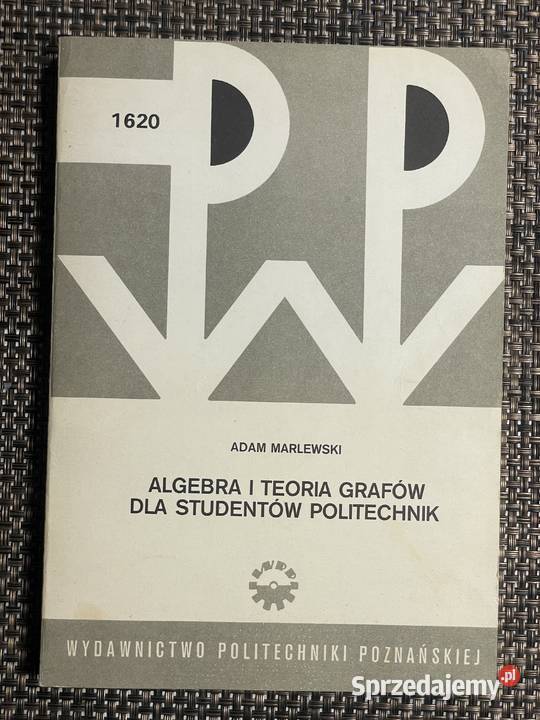 1620
ADAM MARLEWSKI
ALGEBRA I TEORIA GRAFÓW
DLA STUDENTÓW POLITECHNIK
WYDAWNICTWO POLITECHNIKI POZNAŃSKIEJ
Sprzedajemy.pl